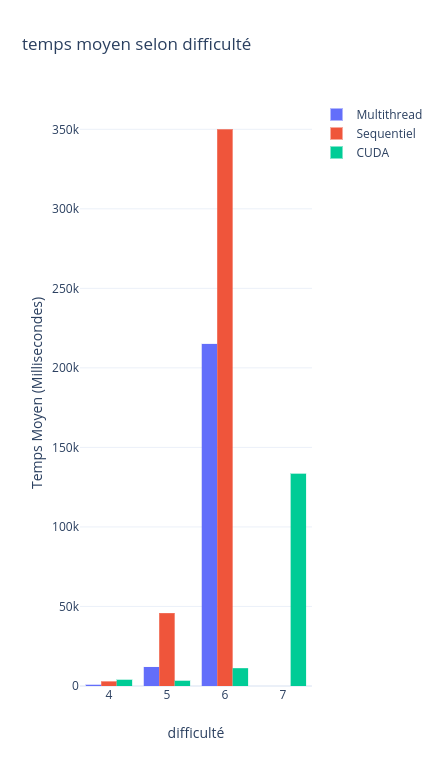 temps moyen selon difficulté
Multithread
Sequentiel
CUDA
350k
300k
250k
200k
150k
100k
50k
0
Temps Moyen (Millisecondes)
4 5 6 7
difficulté